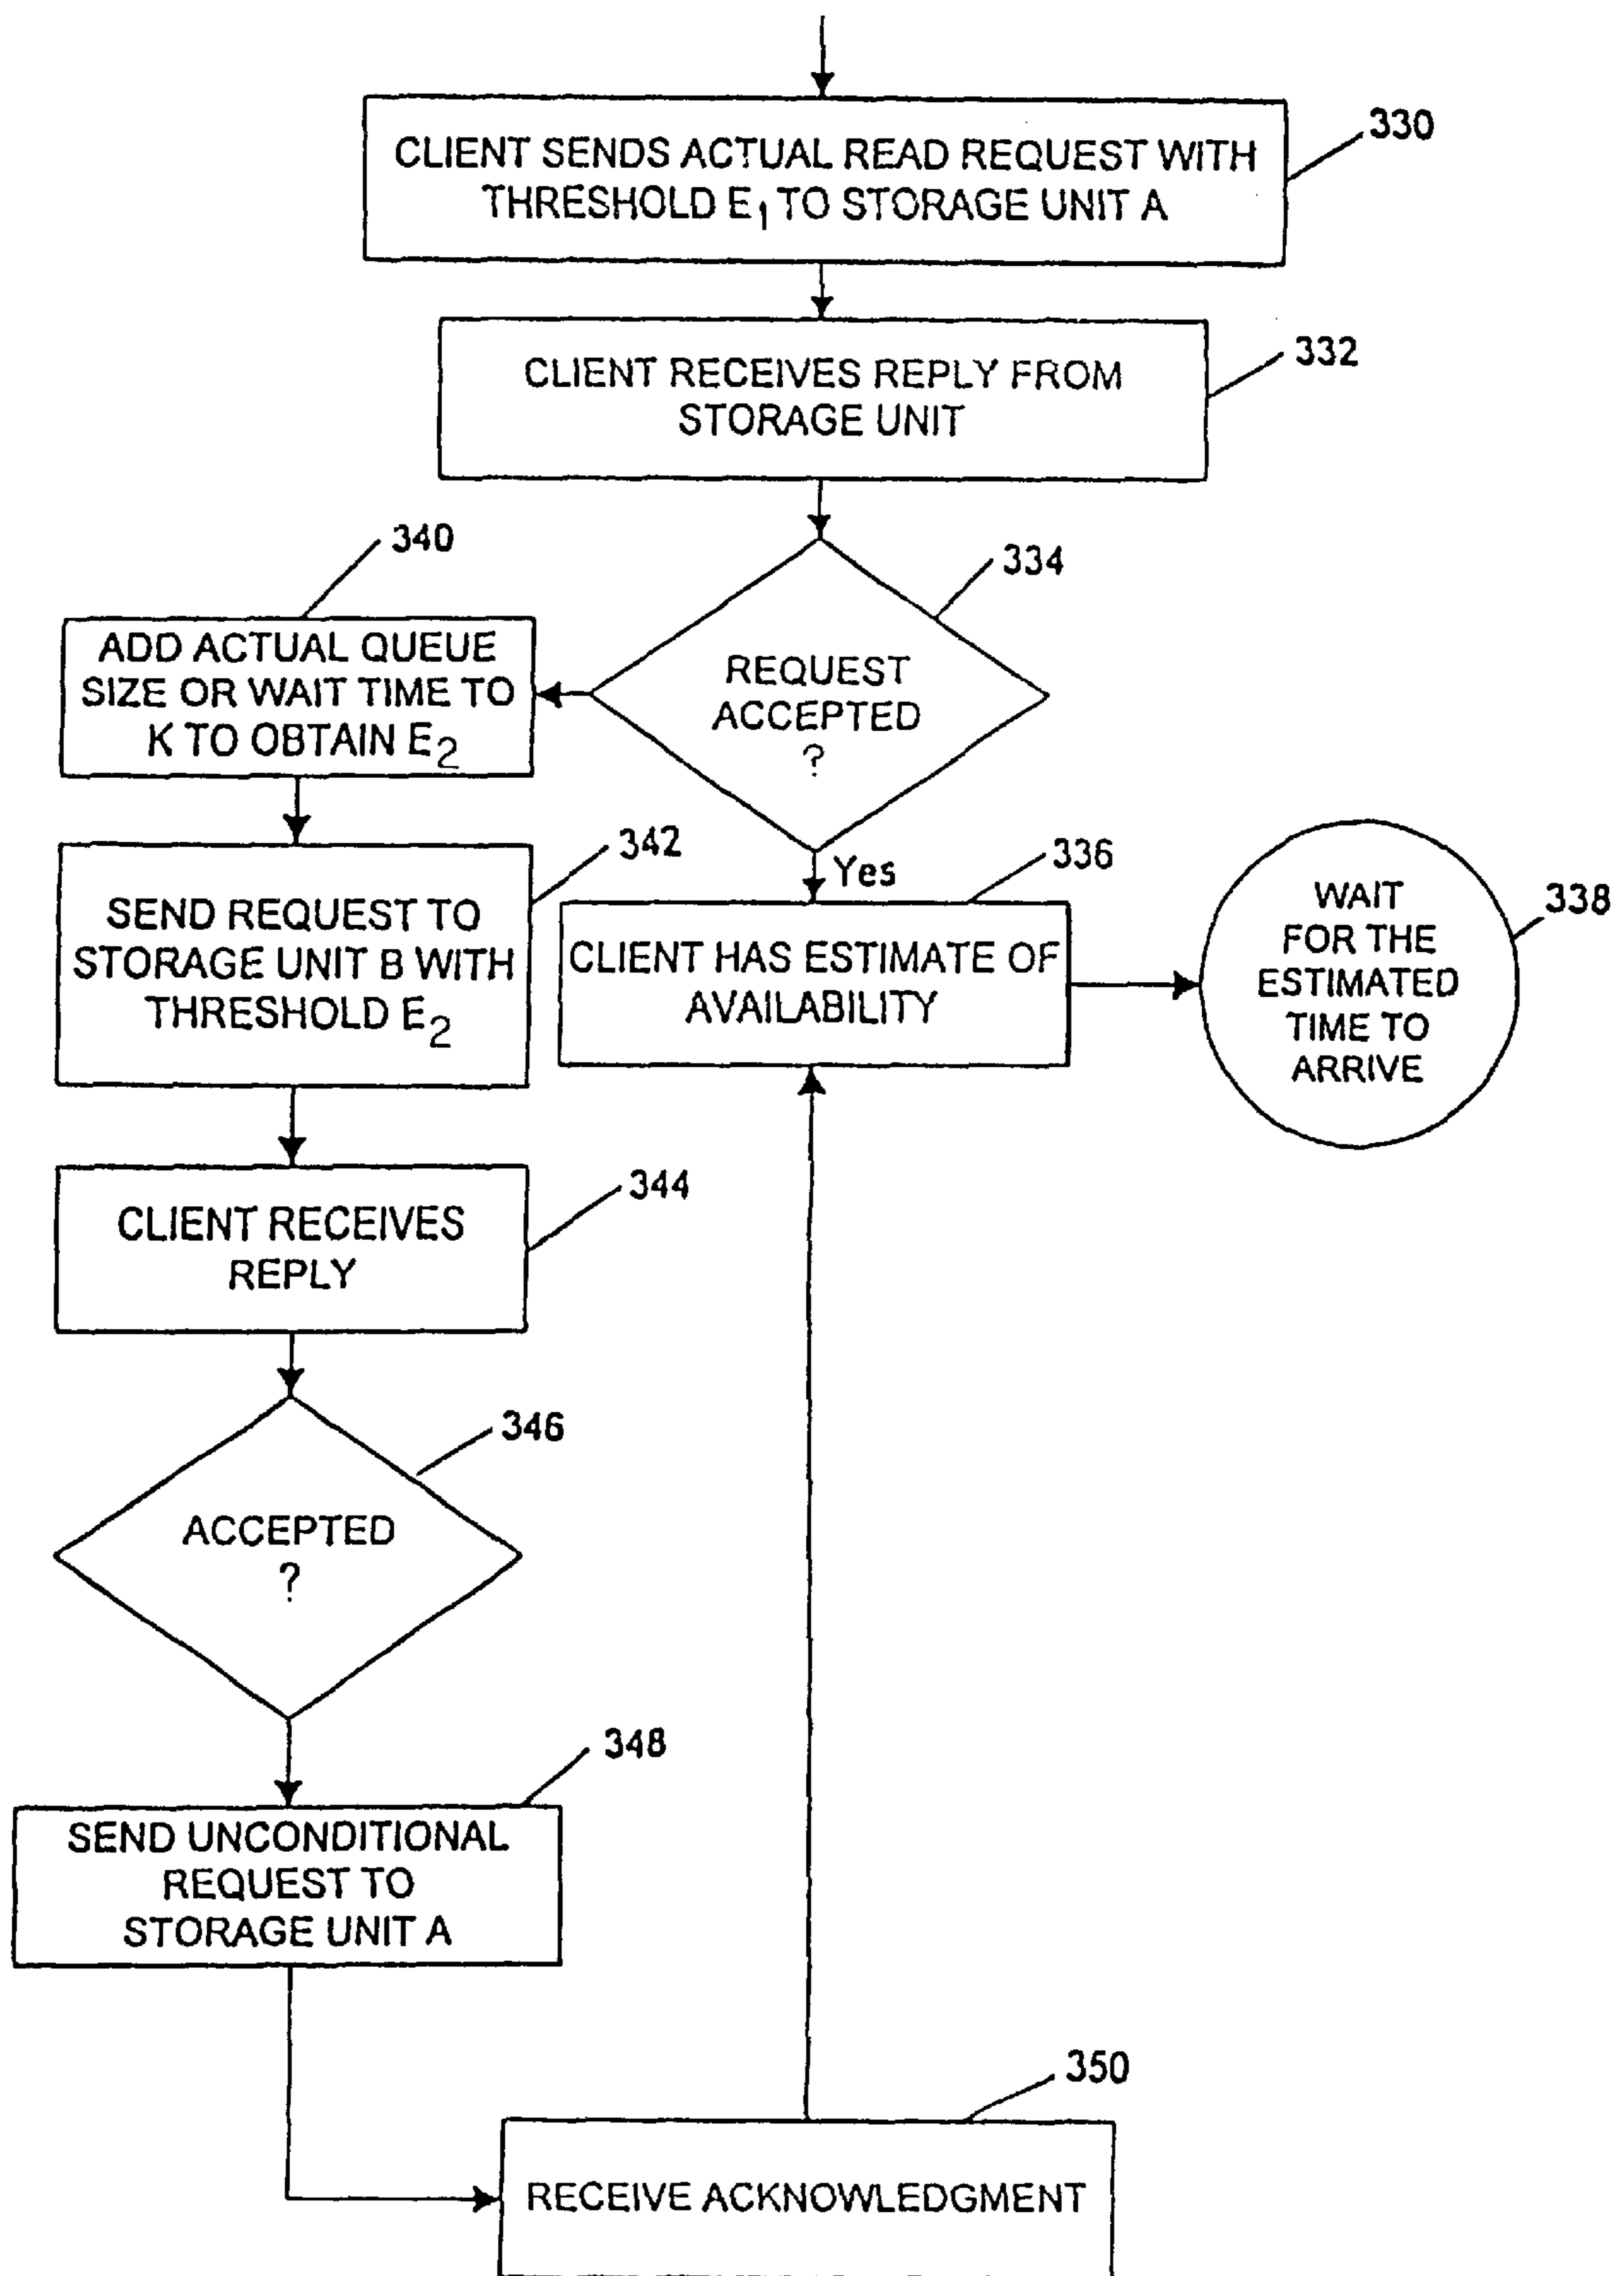 CLIENT SENDS ACTUAL READ REQUEST WITH
THRESHOLD E1 TO STORAGE UNIT A
330
CLIENT RECEIVES REPLY FROM
STORAGE UNIT
332
334
REQUEST
ACCEPTED
?
340
ADD ACTUAL QUEUE
SIZE OR WAIT TIME TO
K TO OBTAIN E2
Yes
336
CLIENT HAS ESTIMATE OF
AVAILABILITY
338
WAIT
FOR THE
ESTIMATED
TIME TO
ARRIVE
342
SEND REQUEST TO
STORAGE UNIT B WITH
THRESHOLD E2
344
CLIENT RECEIVES
REPLY
346
ACCEPTED
?
348
SEND UNCONDITIONAL
REQUEST TO
STORAGE UNIT A
350
RECEIVE ACKNOWLEDGMENT